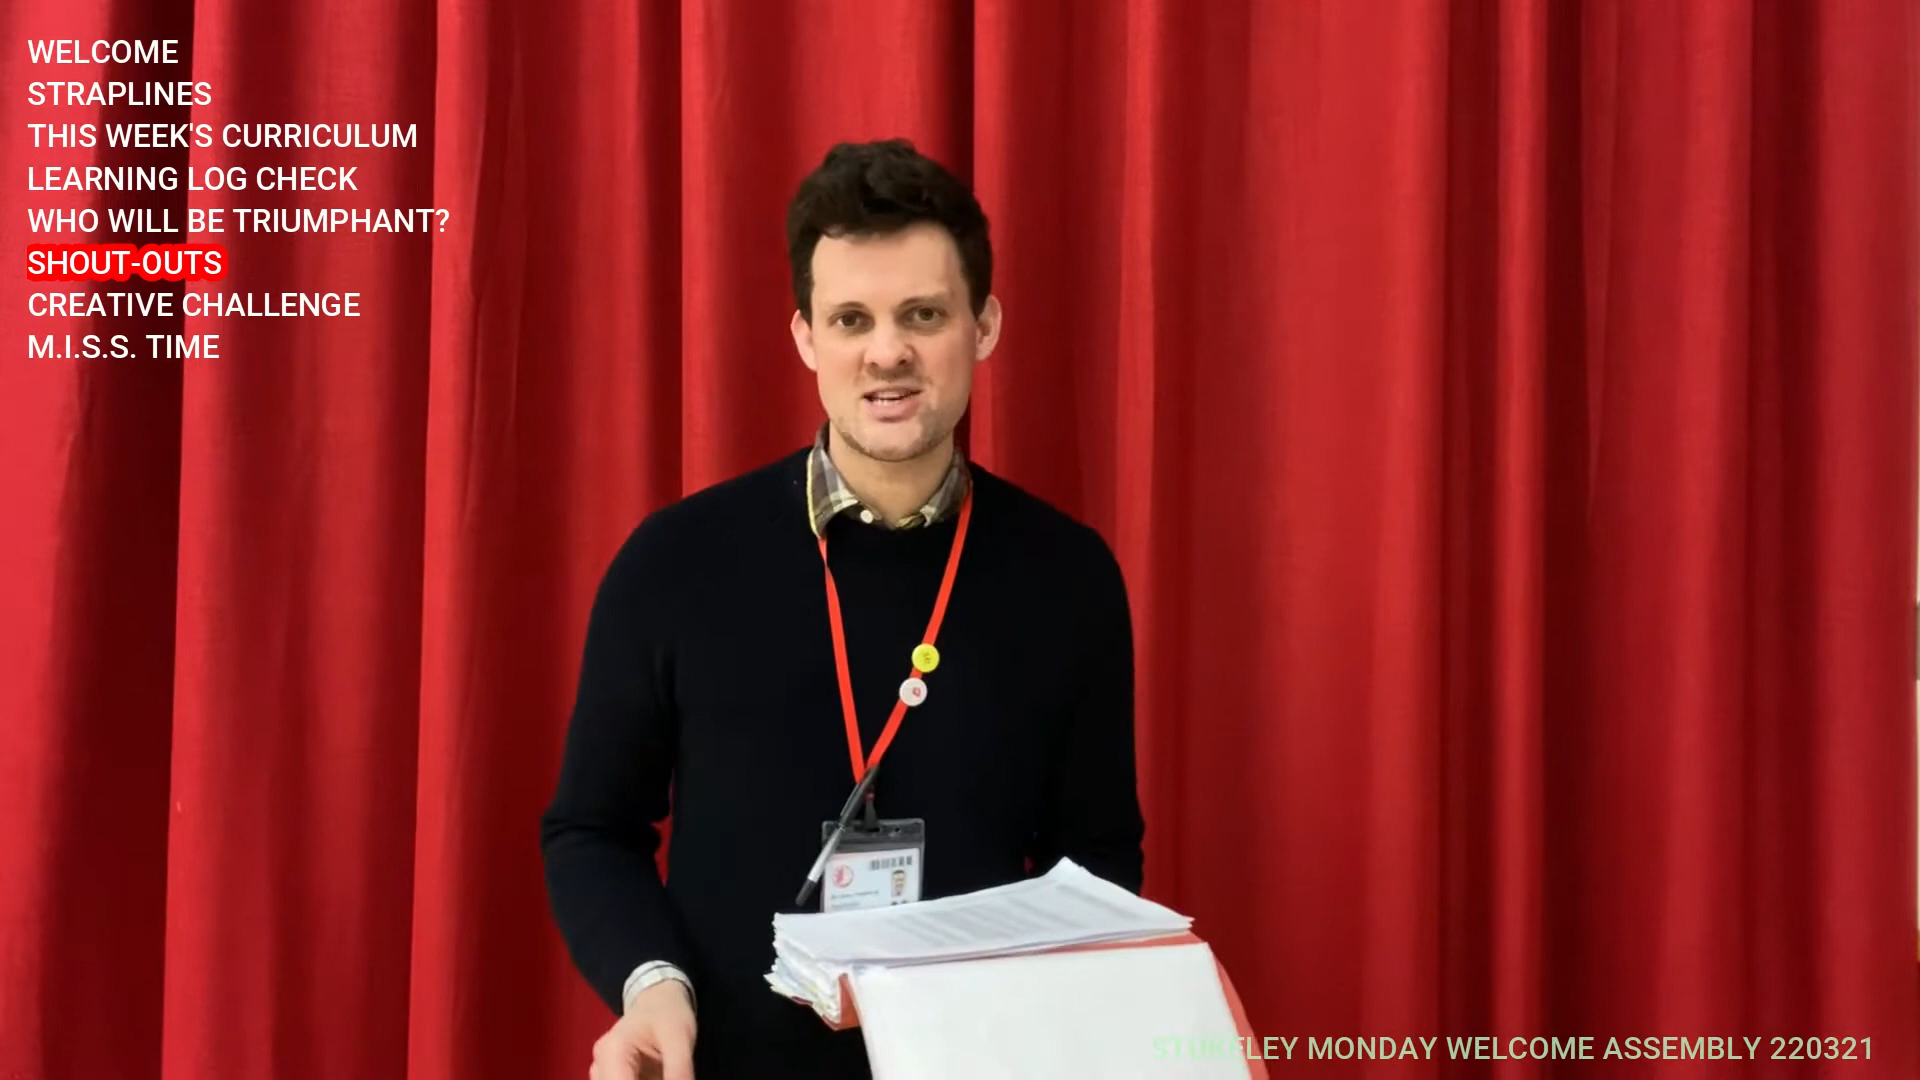 WELCOME
STRAPLINES
THIS WEEK'S CURRICULUM
LEARNING LOG CHECK
WHO WILL BE TRIUMPHANT?
SHOUT-OUTS
CREATIVE CHALLENGE
M.I.S.S. TIME
STUKELEY MONDAY WELCOME ASSEMBLY 220321